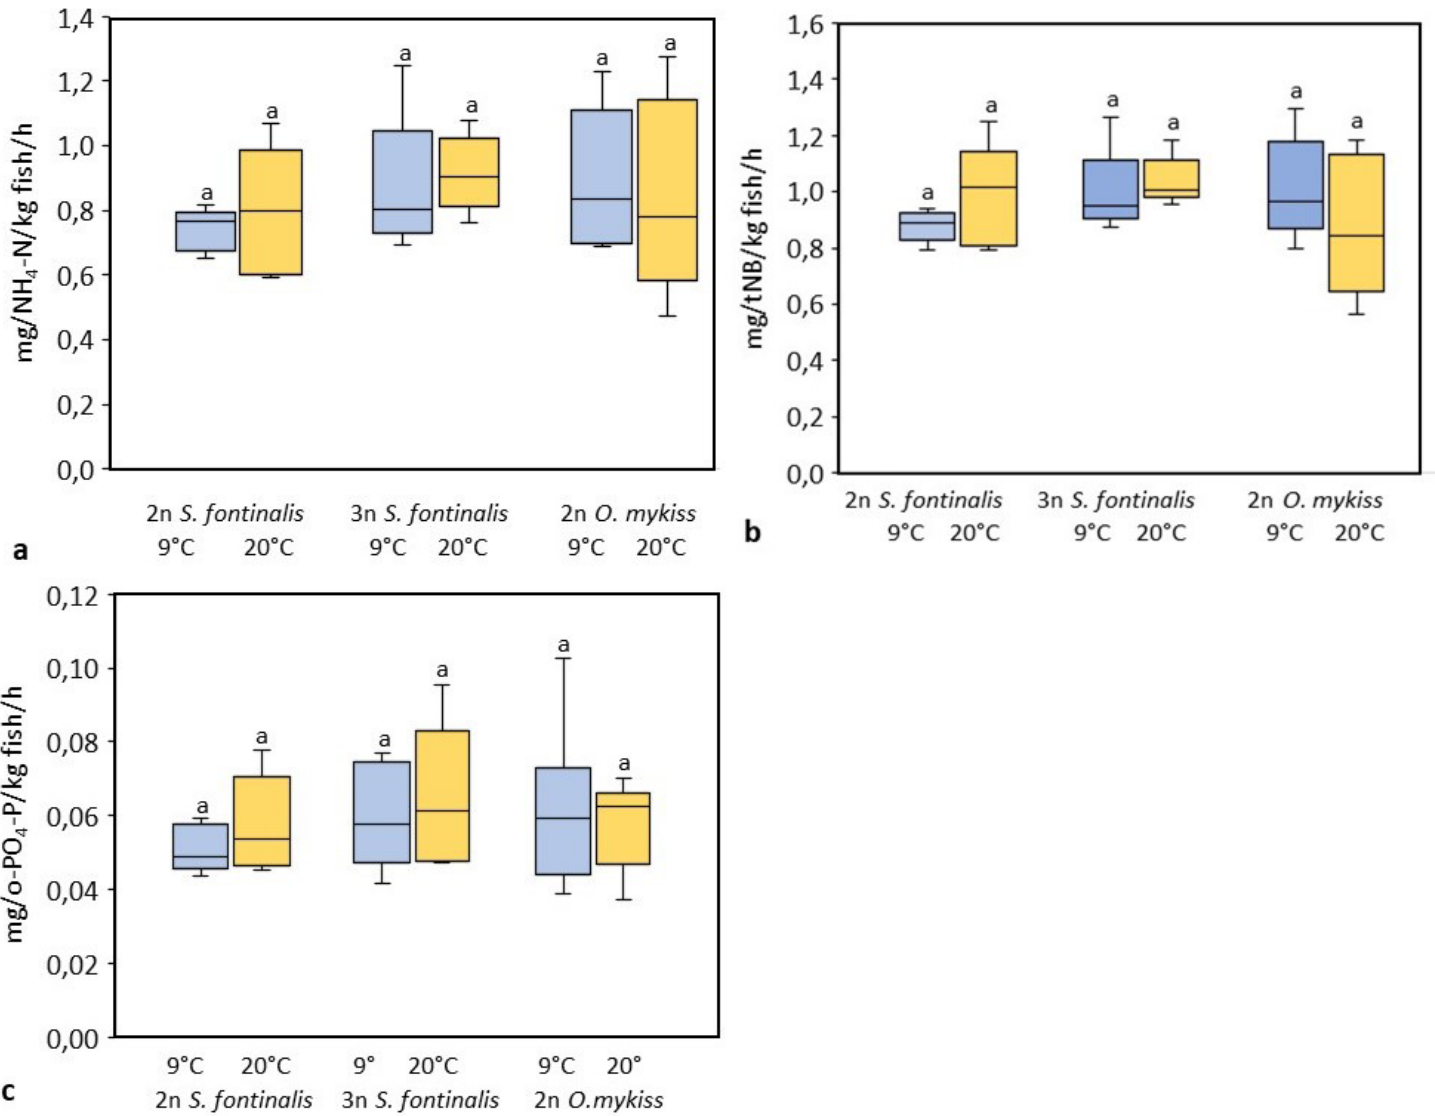 mg/NH₄-N/kg fish/h
1,4
1,2
1,0
0,8
0,6
0,4
0,2
0,0
a
a
a
a
a
a
2n S. fontinalis 3n S. fontinalis 2n O. mykiss
9°C 20°C 9°C 20°C 9°C 20°C
a
mg/tNB/kg fish/h
1,6
1,4
1,2
1,0
0,8
0,6
0,4
0,2
0,0
a
a
a
a
a
a
2n S. fontinalis 3n S. fontinalis 2n O. mykiss
9°C 20°C 9°C 20°C 9°C 20°C
b
mg/o-PO₄-P/kg fish/h
0,12
0,10
0,08
0,06
0,04
0,02
0,00
a
a
a
a
a
a
9°C 20°C 9° 20°C 9°C 20°
2n S. fontinalis 3n S. fontinalis 2n O.mykiss
c